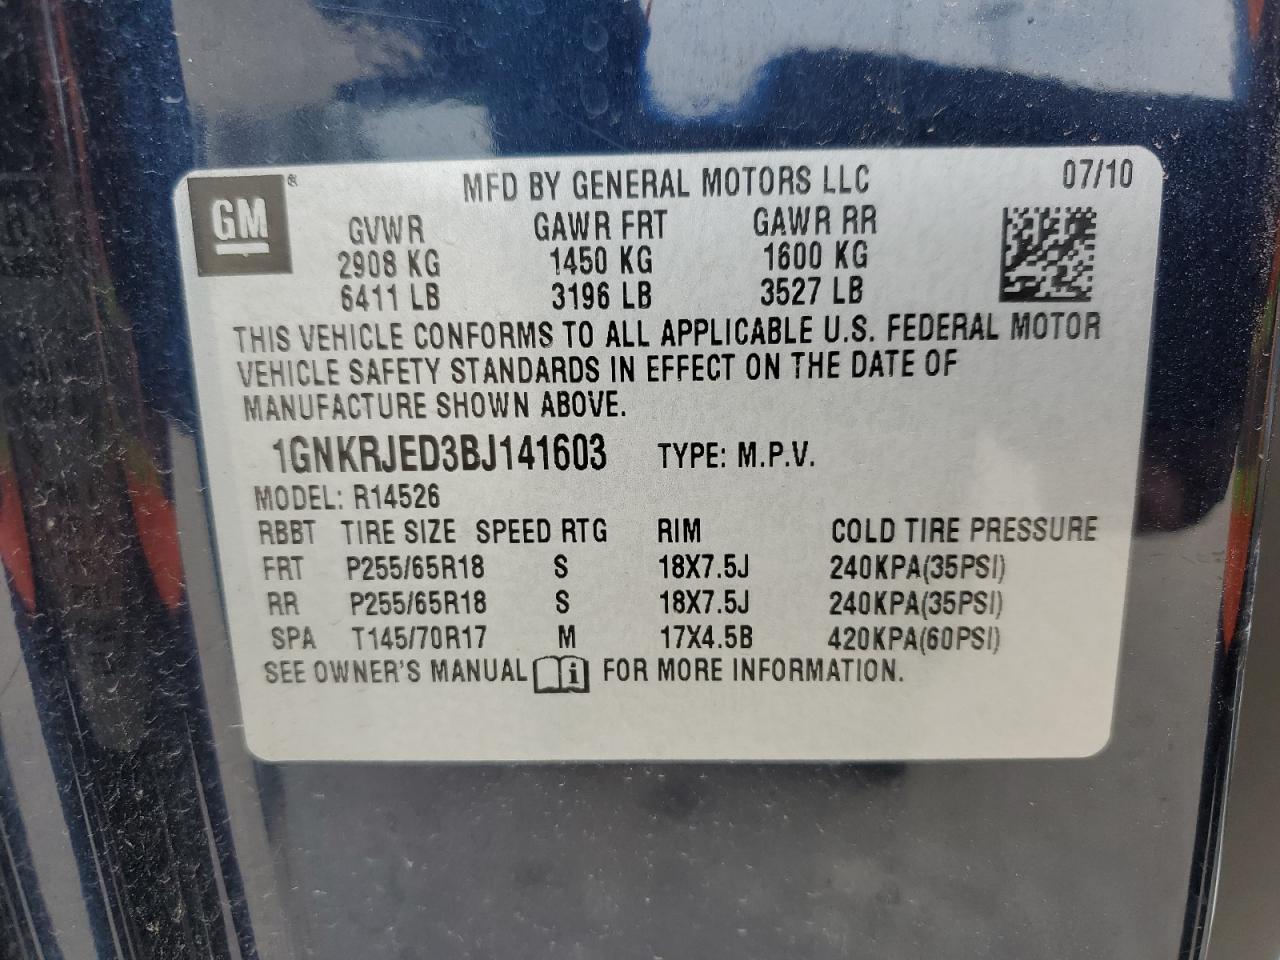 GM ® MFD BY GENERAL MOTORS LLC 07/10
GVWR GAWR FRT GAWR RR
2908 KG 1450 KG 1600 KG
6411 LB 3196 LB 3527 LB
THIS VEHICLE CONFORMS TO ALL APPLICABLE U.S. FEDERAL MOTOR
VEHICLE SAFETY STANDARDS IN EFFECT ON THE DATE OF
MANUFACTURE SHOWN ABOVE.
1GNKRJED3BJ141603 TYPE: M.P.V.
MODEL: R14526
RBBT TIRE SIZE SPEED RTG RIM COLD TIRE PRESSURE
FRT P255/65R18 S 18X7.5J 240KPA(35PSI)
RR P255/65R18 S 18X7.5J 240KPA(35PSI)
SPA T145/70R17 M 17X4.5B 420KPA(60PSI)
SEE OWNER'S MANUAL i FOR MORE INFORMATION.